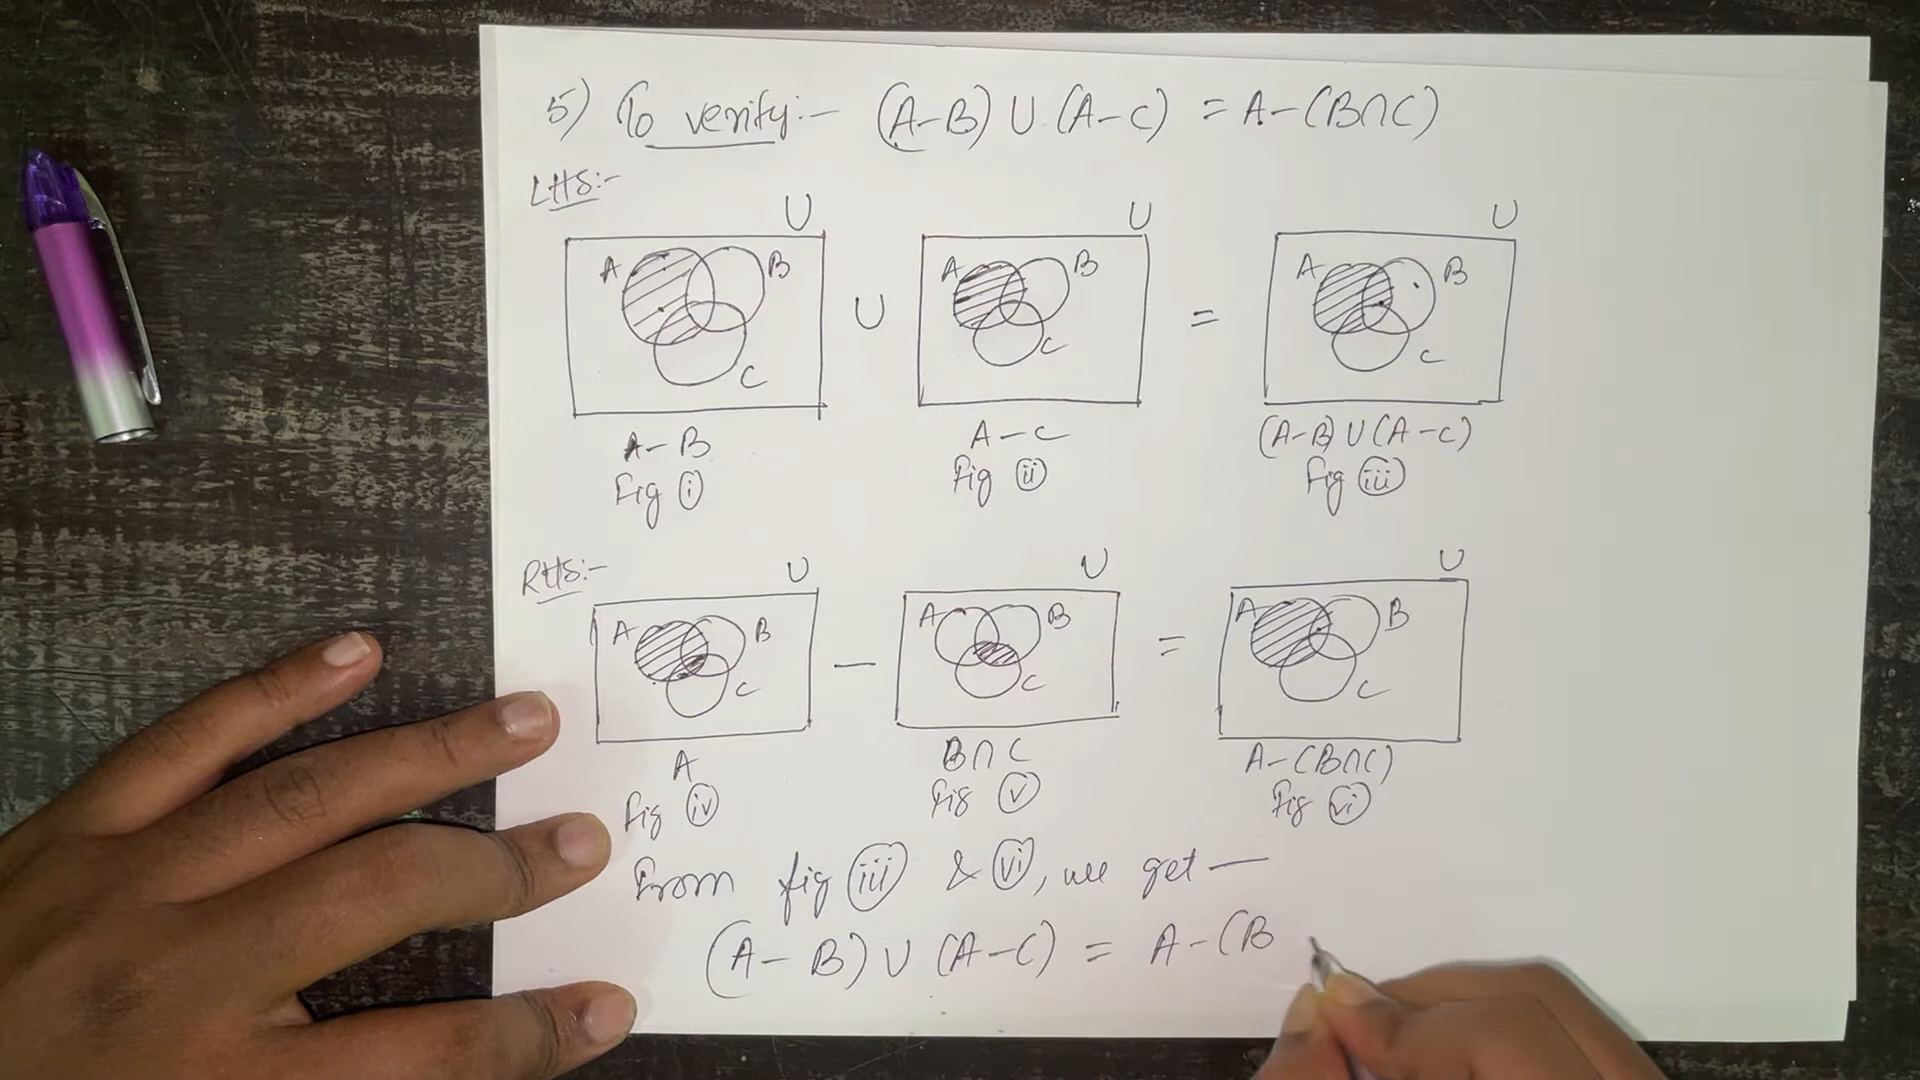 5) To verify:- (A-B) U (A-C) = A-(B∩C)
LHS:-
U U U
A B A B A B
U =
C C C
A-B A-C (A-B) U (A-C)
Fig (i) Fig (ii) Fig (iii)
RHS:-
U U U
A B A B A B
— =
C C C
A B∩C A-(B∩C)
Fig (iv) Fig (v) Fig (vi)
From fig (iii) & (vi), we get —
(A-B) U (A-C) = A-(B